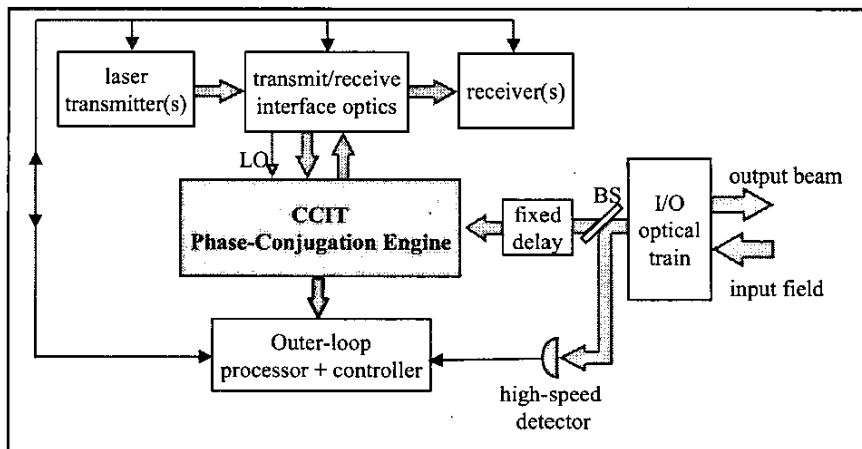 laser
transmitter(s)
transmit/receive
interface optics
receiver(s)
LO
CCIT
Phase-Conjugation Engine
fixed
delay
BS
I/O
optical
train
output beam
input field
Outer-loop
processor + controller
high-speed
detector